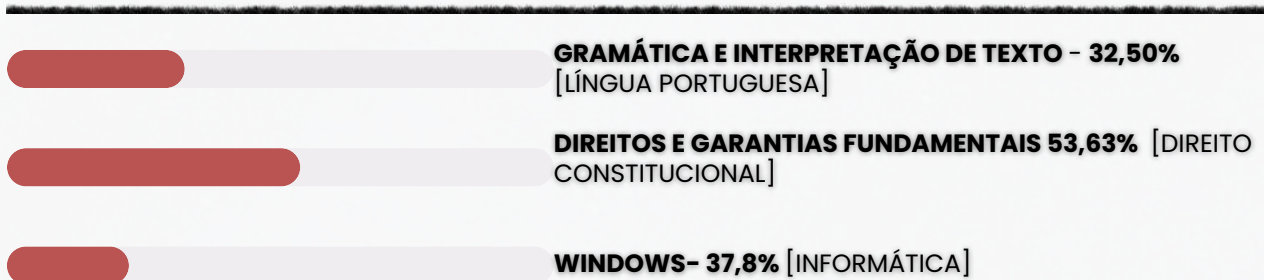 GRAMÁTICA E INTERPRETAÇÃO DE TEXTO - 32,50%
[LÍNGUA PORTUGUESA]
DIREITOS E GARANTIAS FUNDAMENTAIS 53,63% [DIREITO
CONSTITUCIONAL]
WINDOWS- 37,8% [INFORMÁTICA]